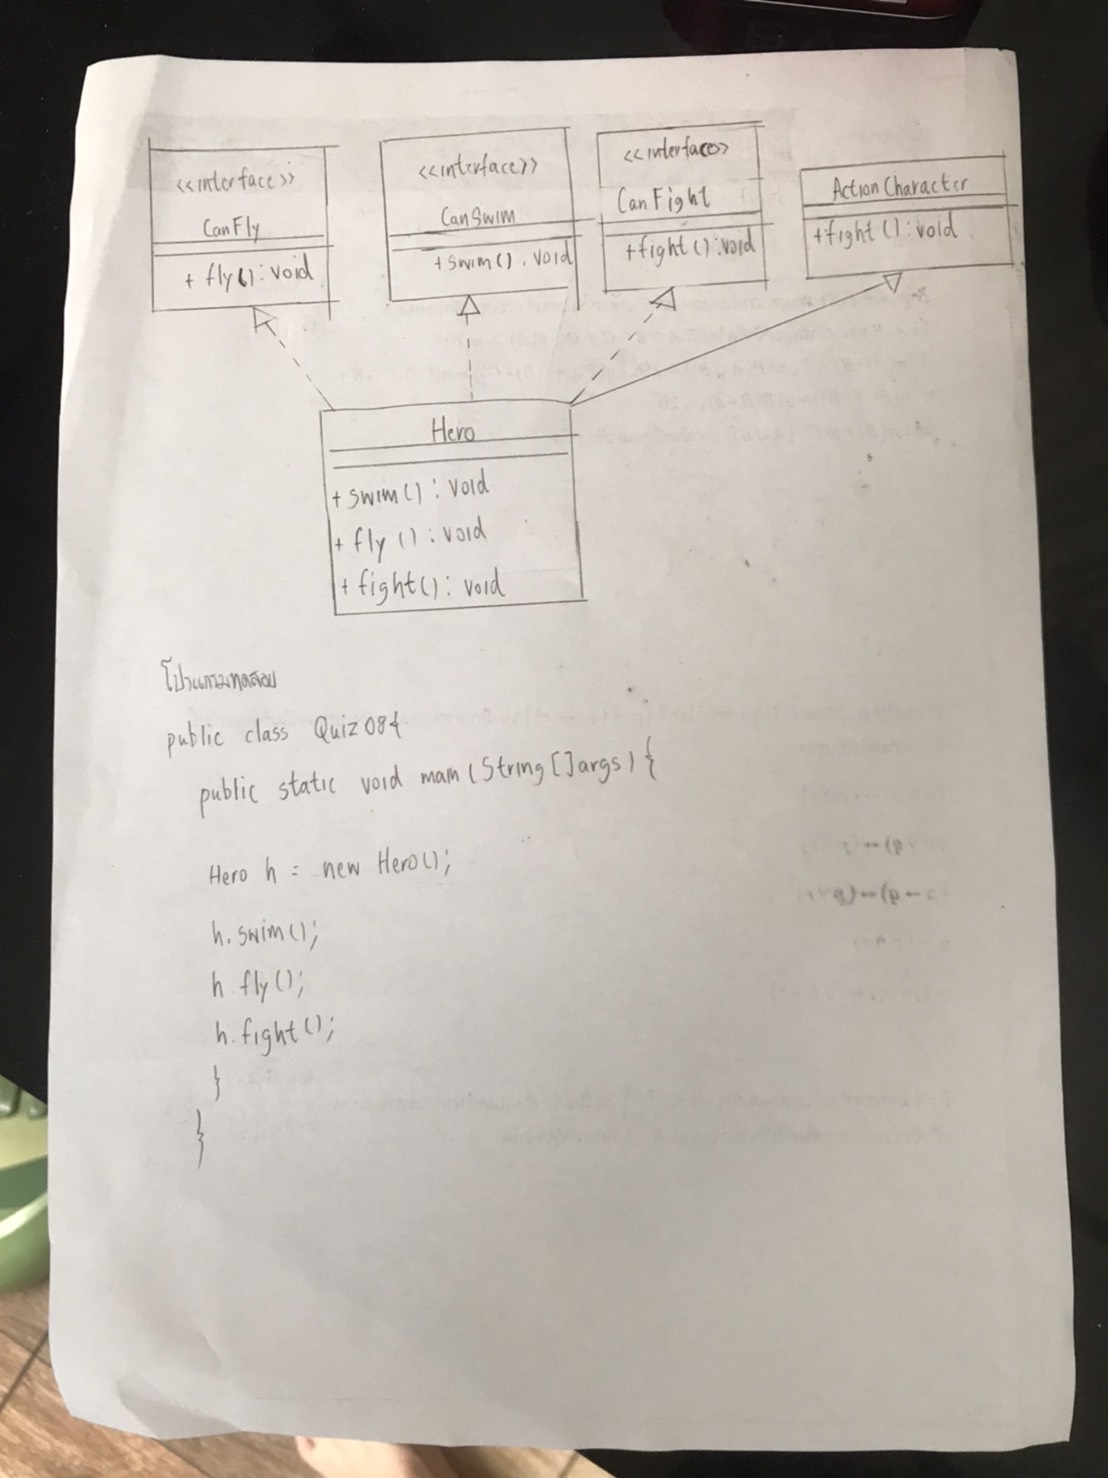 <<interface>>
CanFly
+ fly(): void
<<interface>>
CanSwim
+ swim(). void
<<interface>>
CanFight
+fight():void
ActionCharacter
+fight():void
Hero
+ swim(): void
+ fly(): void
+ fight(): void
โปรแกรมทดสอบ
public class Quiz08{
public static void main(String[]args){
Hero h = new Hero();
h.swim();
h.fly();
h.fight();
}
}